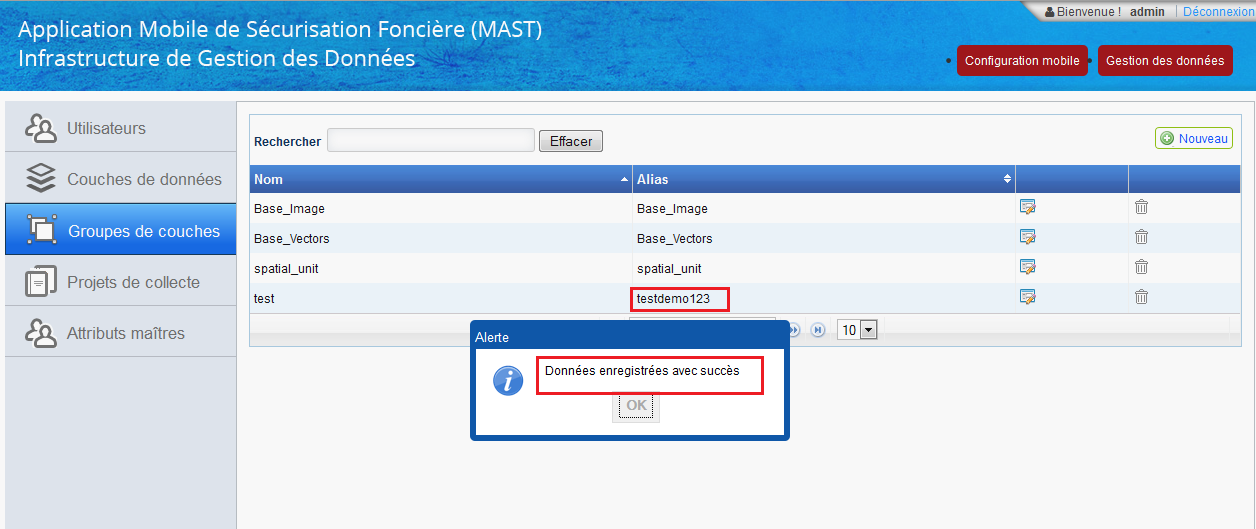 Bienvenue ! admin | Déconnexion
Application Mobile de Sécurisation Foncière (MAST)
Infrastructure de Gestion des Données
Configuration mobile
Gestion des données
Utilisateurs
Couches de données
Groupes de couches
Projets de collecte
Attributs maîtres
Rechercher
Effacer
Nouveau
Nom Alias
Base_Image Base_Image
Base_Vectors Base_Vectors
spatial_unit spatial_unit
test testdemo123
10
Alerte
Données enregistrées avec succès
OK